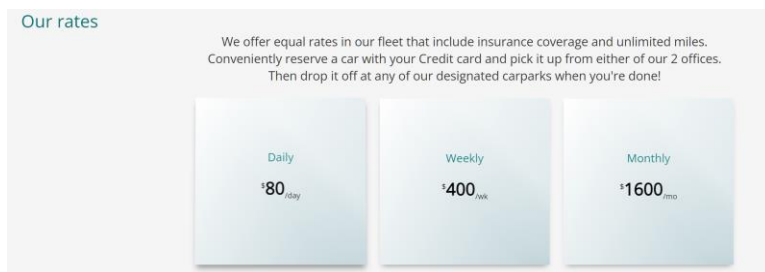 Our rates
We offer equal rates in our fleet that include insurance coverage and unlimited miles.
Conveniently reserve a car with your Credit card and pick it up from either of our 2 offices.
Then drop it off at any of our designated carparks when you're done!
Daily
$80/day
Weekly
$400/wk
Monthly
$1600/mo